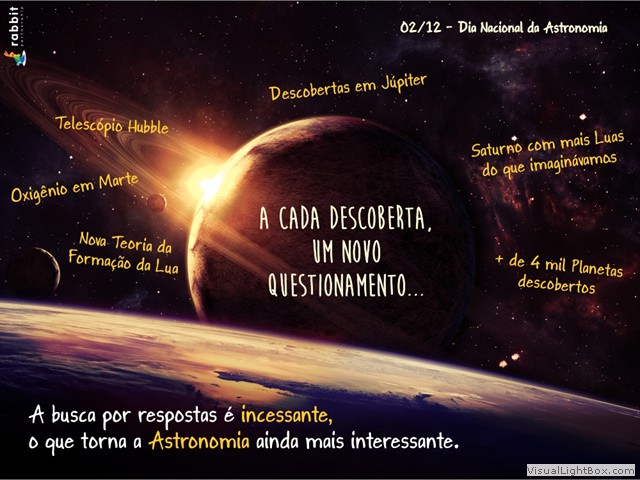 rabbit
02/12 - Dia Nacional da Astronomia
Descobertas em Júpiter
Telescópio Hubble
Saturno com mais Luas
do que imaginávamos
Oxigênio em Marte
A CADA DESCOBERTA,
UM NOVO
QUESTIONAMENTO...
Nova Teoria da
Formação da Lua
+ de 4 mil Planetas
descobertos
A busca por respostas é incessante,
o que torna a Astronomia ainda mais interessante.
VisualLightBox.com